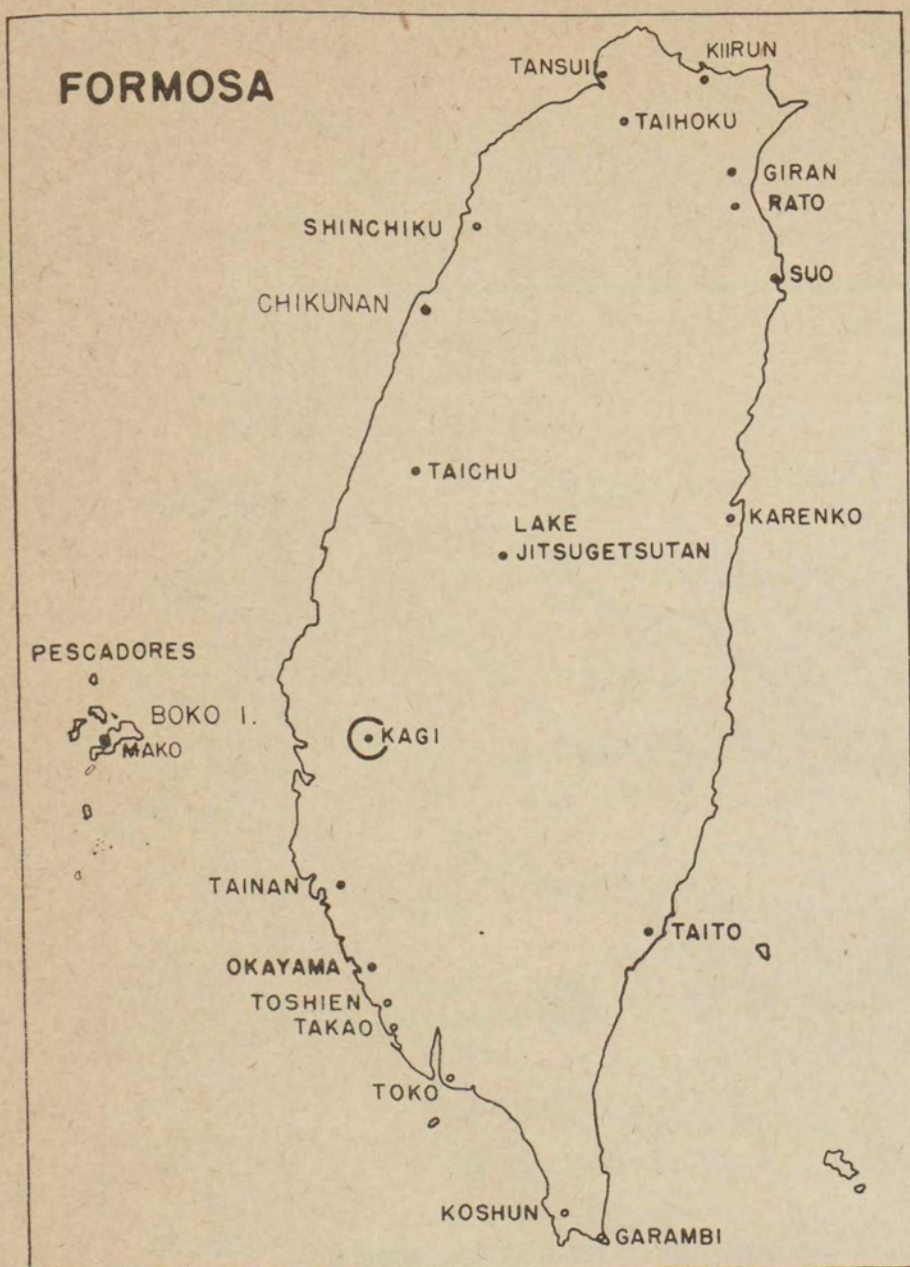 FORMOSA
TANSUI
KIIRUN
TAIHOKU
GIRAN
RATO
SHINCHIKU
SUO
CHIKUNAN
TAICHU
LAKE
JITSUGETSUTAN
KARENKO
PESCADORES
BOKO I.
MAKO
KAGI
TAINAN
TAITO
OKAYAMA
TOSHIEN
TAKAO
TOKO
KOSHUN
GARAMBI